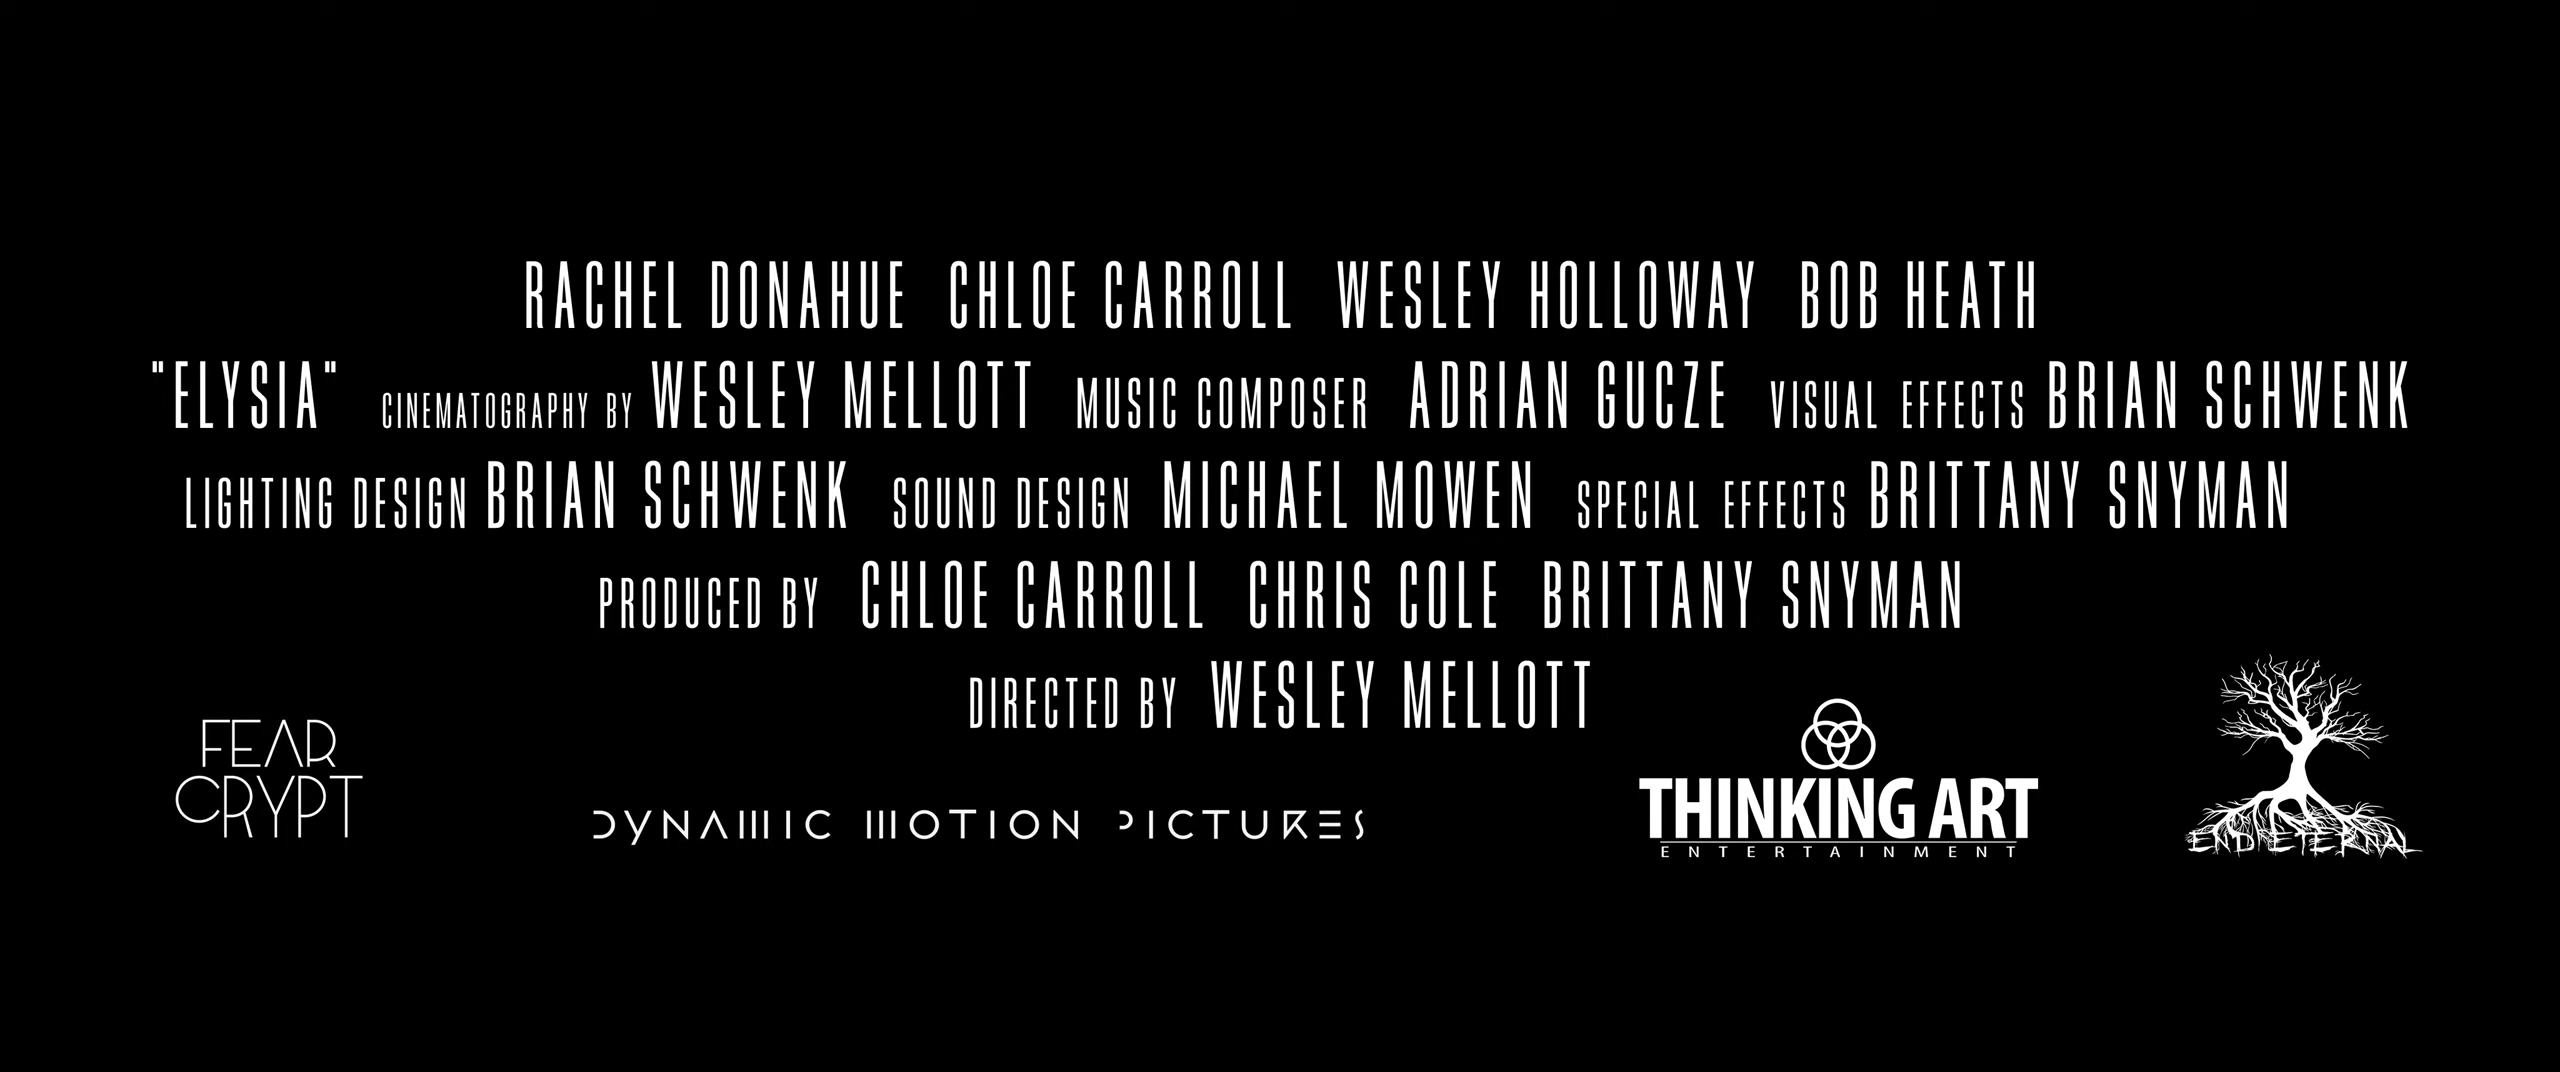 RACHEL DONAHUE CHLOE CARROLL WESLEY HOLLOWAY BOB HEATH
"ELYSIA" CINEMATOGRAPHY BY WESLEY MELLOTT MUSIC COMPOSER ADRIAN GUCZE VISUAL EFFECTS BRIAN SCHWENK
LIGHTING DESIGN BRIAN SCHWENK SOUND DESIGN MICHAEL MOWEN SPECIAL EFFECTS BRITTANY SNYMAN
PRODUCED BY CHLOE CARROLL CHRIS COLE BRITTANY SNYMAN
DIRECTED BY WESLEY MELLOTT
FEAR
CRYPT
DYNAMIC MOTION PICTURES
THINKING ART
ENTERTAINMENT
END ETERNAL